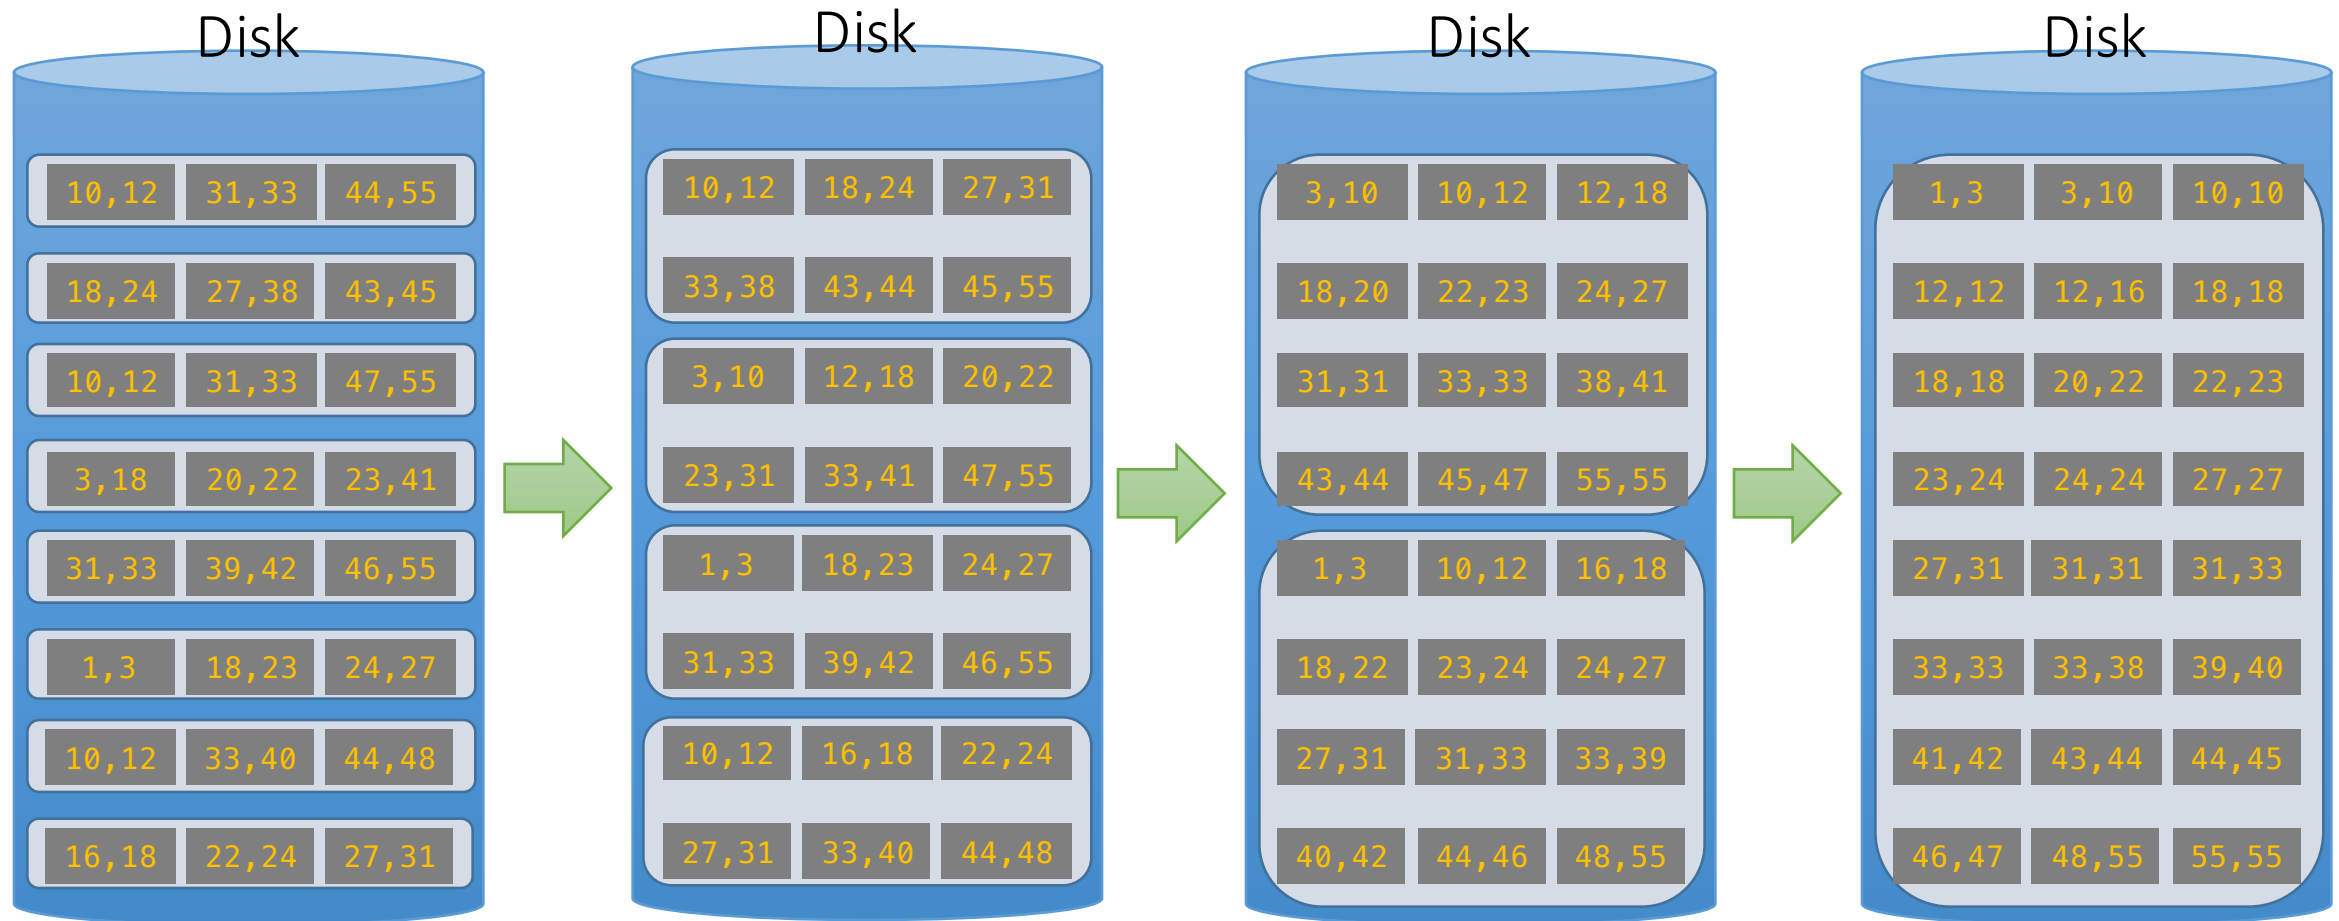 Disk
10,12 31,33 44,55
18,24 27,38 43,45
10,12 31,33 47,55
3,18 20,22 23,41
31,33 39,42 46,55
1,3 18,23 24,27
10,12 33,40 44,48
16,18 22,24 27,31
Disk
10,12 18,24 27,31
33,38 43,44 45,55
3,10 12,18 20,22
23,31 33,41 47,55
1,3 18,23 24,27
31,33 39,42 46,55
10,12 16,18 22,24
27,31 33,40 44,48
Disk
3,10 10,12 12,18
18,20 22,23 24,27
31,31 33,33 38,41
43,44 45,47 55,55
1,3 10,12 16,18
18,22 23,24 24,27
27,31 31,33 33,39
40,42 44,46 48,55
Disk
1,3 3,10 10,10
12,12 12,16 18,18
18,18 20,22 22,23
23,24 24,24 27,27
27,31 31,31 31,33
33,33 33,38 39,40
41,42 43,44 44,45
46,47 48,55 55,55